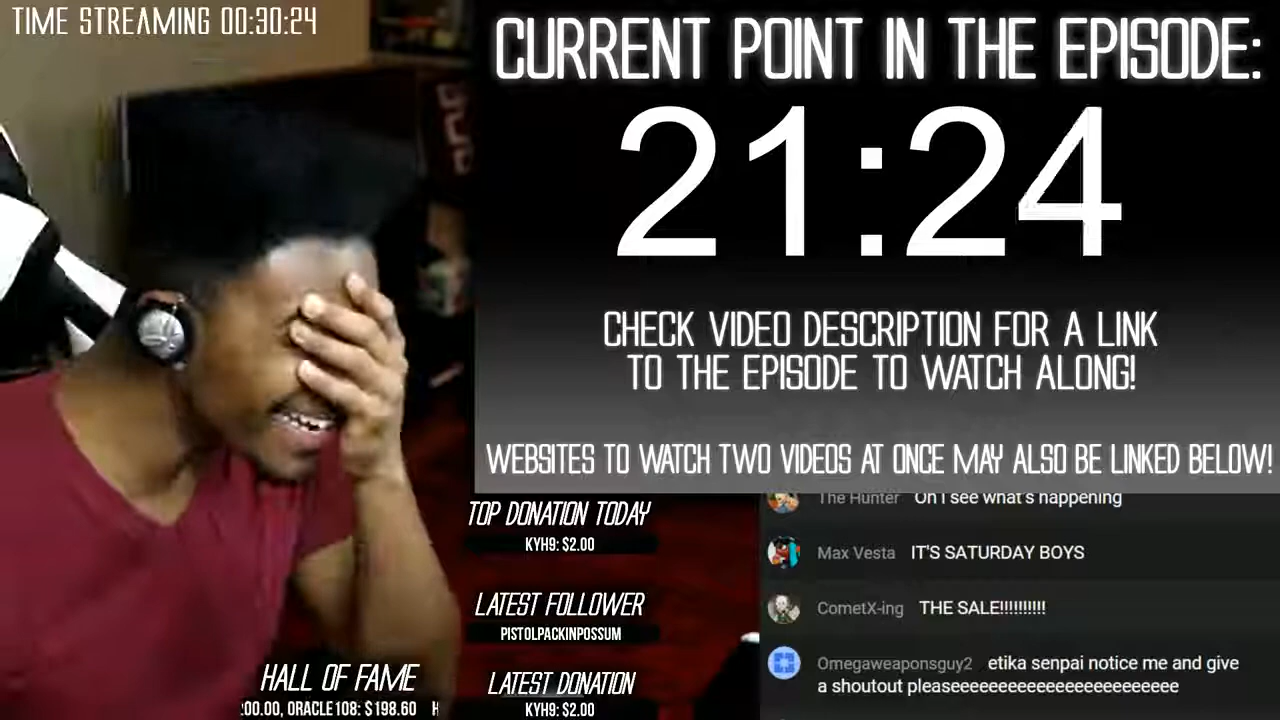 TIME STREAMING 00:30:24
CURRENT POINT IN THE EPISODE:
21:24
CHECK VIDEO DESCRIPTION FOR A LINK
TO THE EPISODE TO WATCH ALONG!
WEBSITES TO WATCH TWO VIDEOS AT ONCE MAY ALSO BE LINKED BELOW!
TOP DONATION TODAY
KYH9: $2.00
LATEST FOLLOWER
PISTOLPACKINPOSSUM
LATEST DONATION
KYH9: $2.00
HALL OF FAME
:00.00, ORACLE108: $198.60 H
The Hunter Oh I see what's happening
Max Vesta IT'S SATURDAY BOYS
CometX-ing THE SALE!!!!!!!!!!
Omegaweaponsguy2 etika senpai notice me and give
a shoutout pleaseeeeeeeeeeeeeeeeeeeeeeee